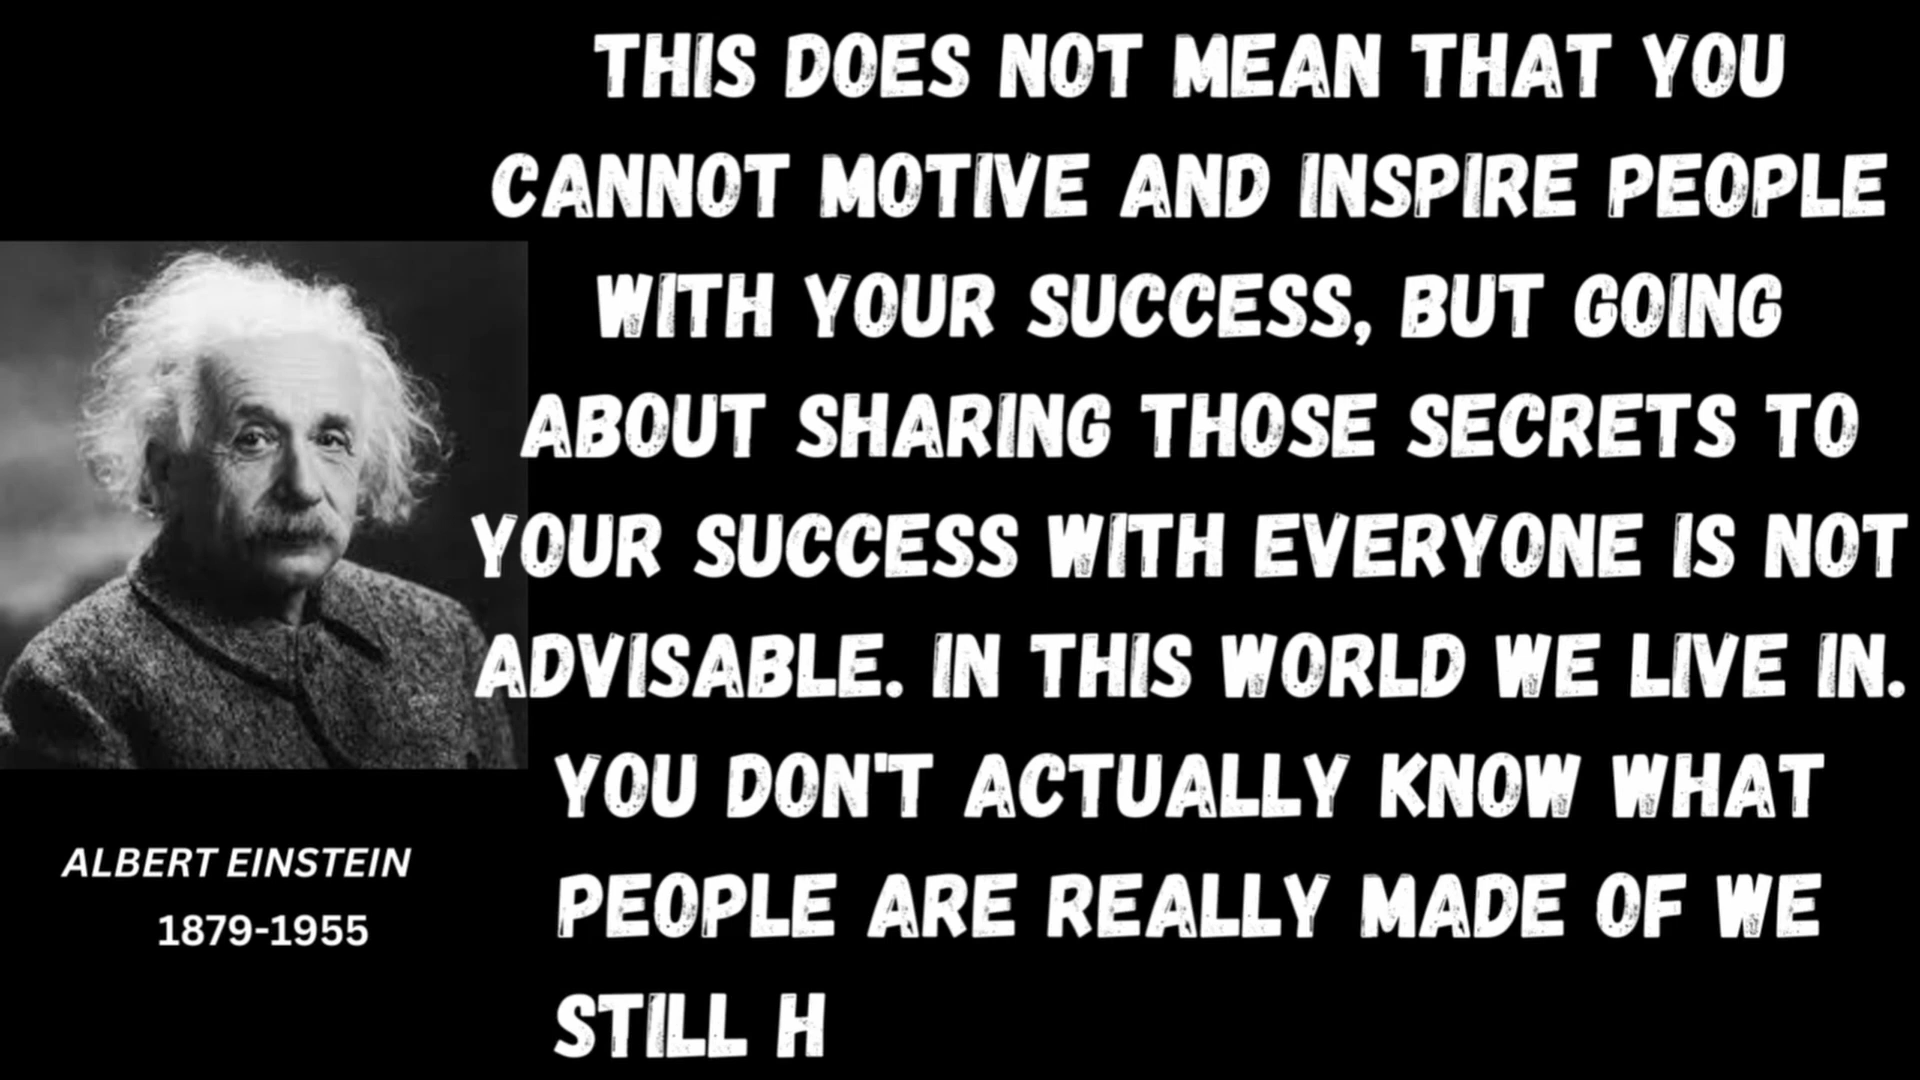 THIS DOES NOT MEAN THAT YOU
CANNOT MOTIVE AND INSPIRE PEOPLE
WITH YOUR SUCCESS, BUT GOING
ABOUT SHARING THOSE SECRETS TO
YOUR SUCCESS WITH EVERYONE IS NOT
ADVISABLE. IN THIS WORLD WE LIVE IN.
YOU DON'T ACTUALLY KNOW WHAT
PEOPLE ARE REALLY MADE OF WE
STILL H
ALBERT EINSTEIN
1879-1955